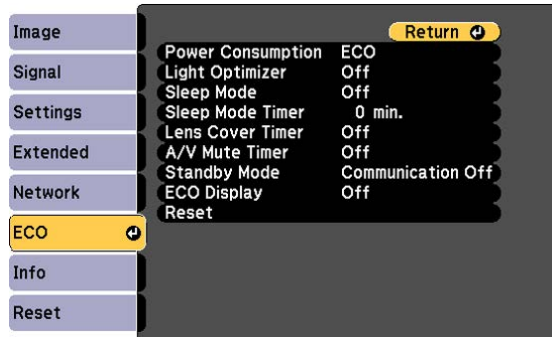 Image
Signal
Settings
Extended
Network
ECO
Info
Reset
Return
Power Consumption ECO
Light Optimizer Off
Sleep Mode Off
Sleep Mode Timer 0 min.
Lens Cover Timer Off
A/V Mute Timer Off
Standby Mode Communication Off
ECO Display Off
Reset